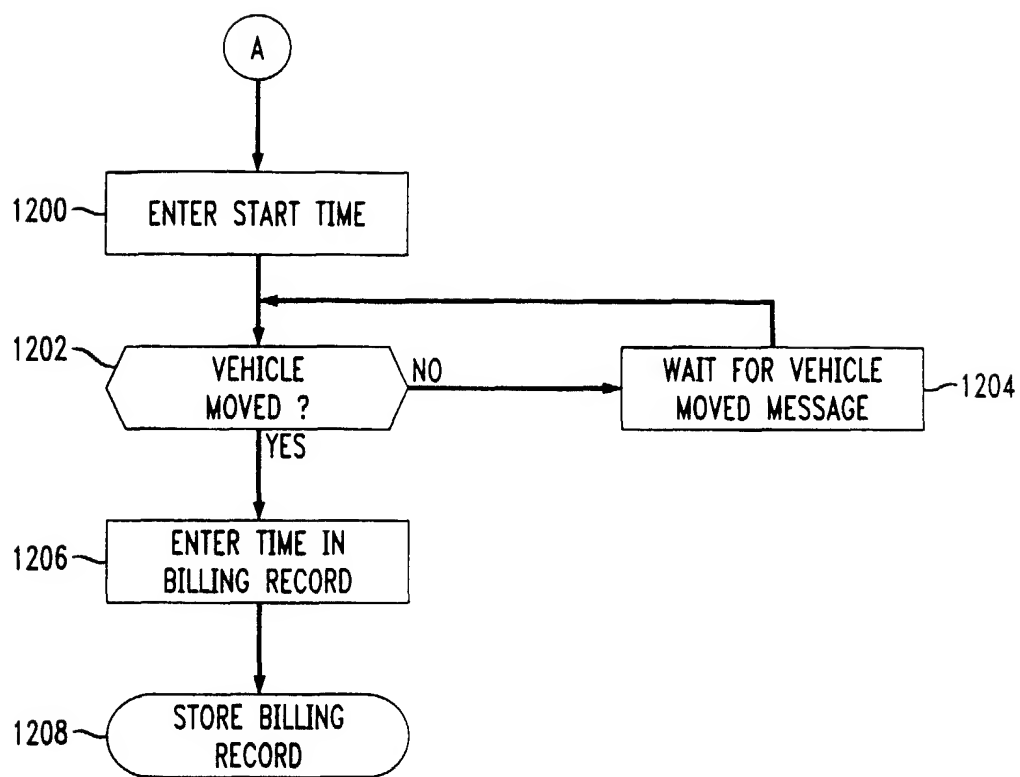 A
1200
ENTER START TIME
1202
VEHICLE
MOVED ?
NO
WAIT FOR VEHICLE
MOVED MESSAGE
1204
YES
1206
ENTER TIME IN
BILLING RECORD
1208
STORE BILLING
RECORD